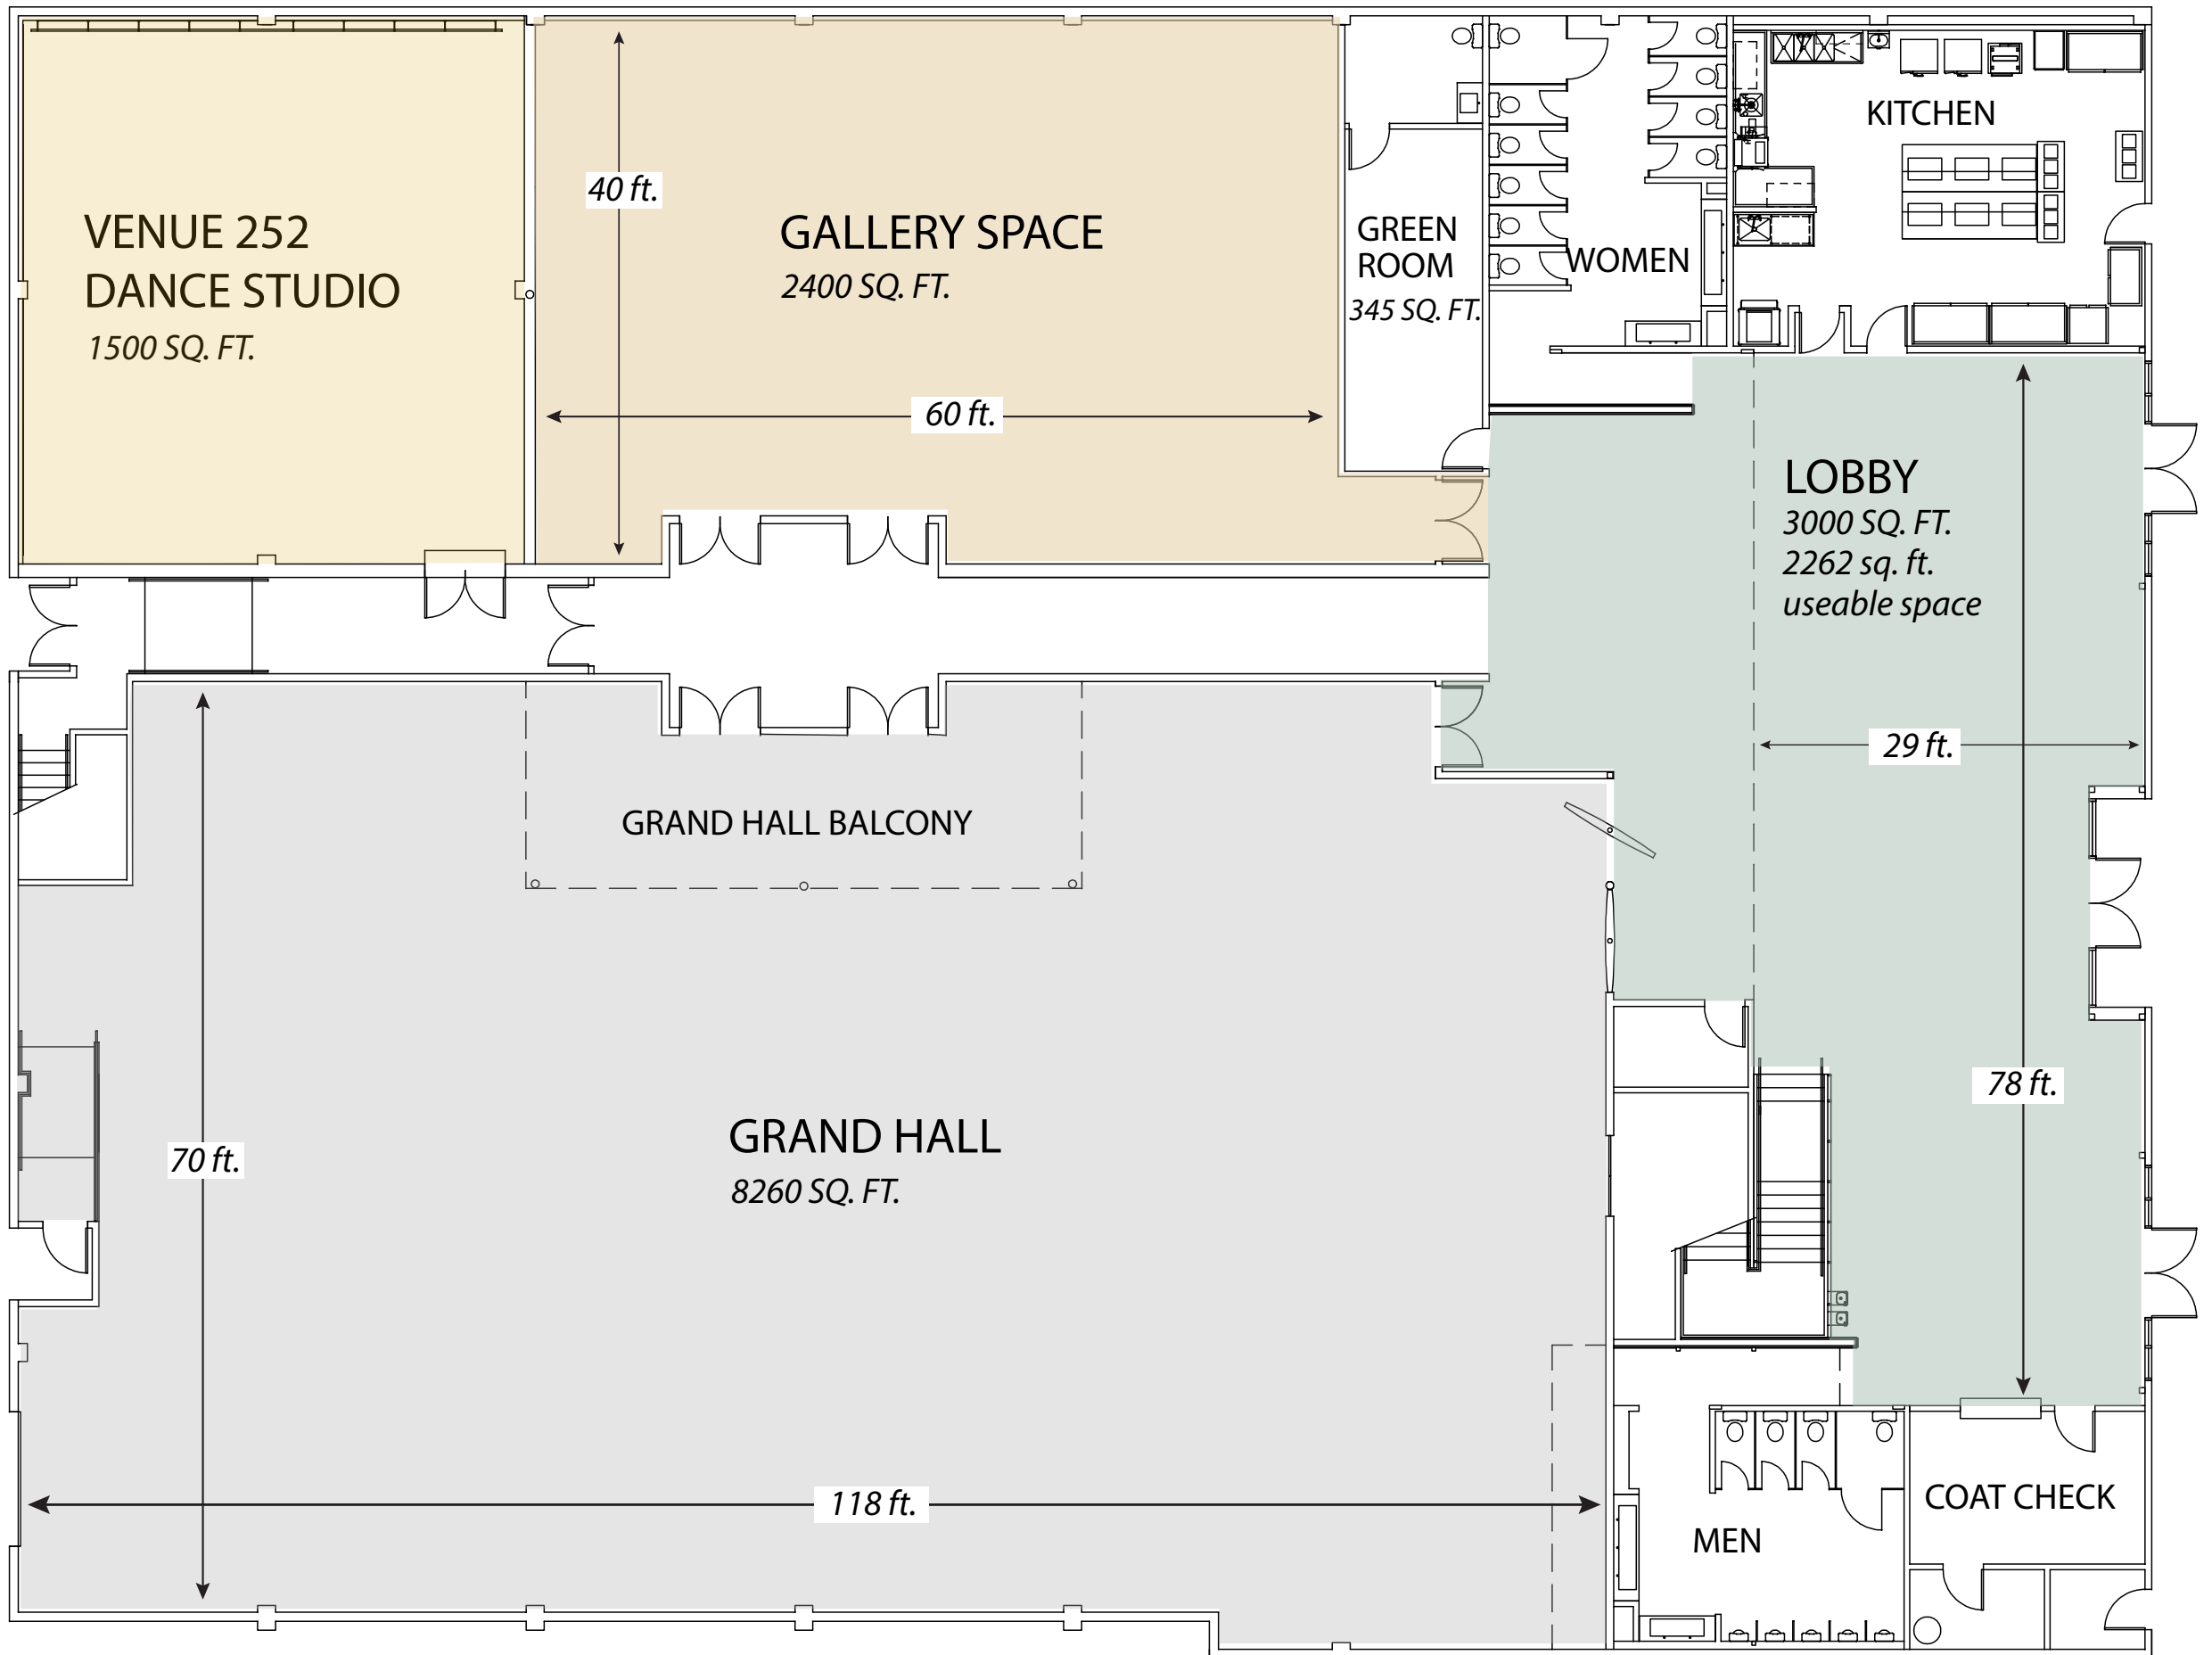 VENUE 252
DANCE STUDIO
1500 SQ. FT.
40 ft.
GALLERY SPACE
2400 SQ. FT.
60 ft.
GREEN
ROOM
345 SQ. FT.
WOMEN
KITCHEN
LOBBY
3000 SQ. FT.
2262 sq. ft.
useable space
29 ft.
78 ft.
GRAND HALL BALCONY
GRAND HALL
8260 SQ. FT.
70 ft.
118 ft.
MEN
COAT CHECK